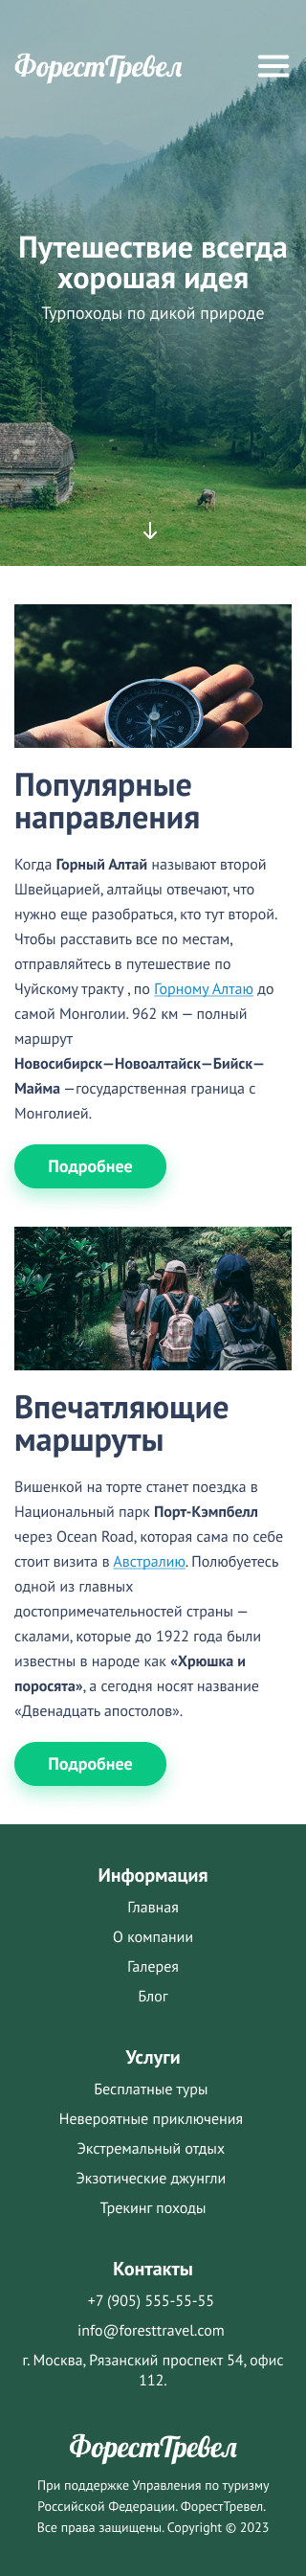 ФорестТревел
Путешествие всегда
хорошая идея
Турпоходы по дикой природе
Популярные
направления
Когда Горный Алтай называют второй
Швейцарией, алтайцы отвечают, что
нужно еще разобраться, кто тут второй.
Чтобы расставить все по местам,
отправляйтесь в путешествие по
Чуйскому тракту , по Горному Алтаю до
самой Монголии. 962 км — полный
маршрут
Новосибирск—Новоалтайск—Бийск—
Майма —государственная граница с
Монголией.
Подробнее
Впечатляющие
маршруты
Вишенкой на торте станет поездка в
Национальный парк Порт-Кэмпбелл
через Ocean Road, которая сама по себе
стоит визита в Австралию. Полюбуетесь
одной из главных
достопримечательностей страны —
скалами, которые до 1922 года были
известны в народе как «Хрюшка и
поросята», а сегодня носят название
«Двенадцать апостолов».
Подробнее
Информация
Главная
О компании
Галерея
Блог
Услуги
Бесплатные туры
Невероятные приключения
Экстремальный отдых
Экзотические джунгли
Трекинг походы
Контакты
+7 (905) 555-55-55
info@foresttravel.com
г. Москва, Рязанский проспект 54, офис
112.
ФорестТревел
При поддержке Управления по туризму
Российской Федерации. ФорестТревел.
Все права защищены. Copyright © 2023